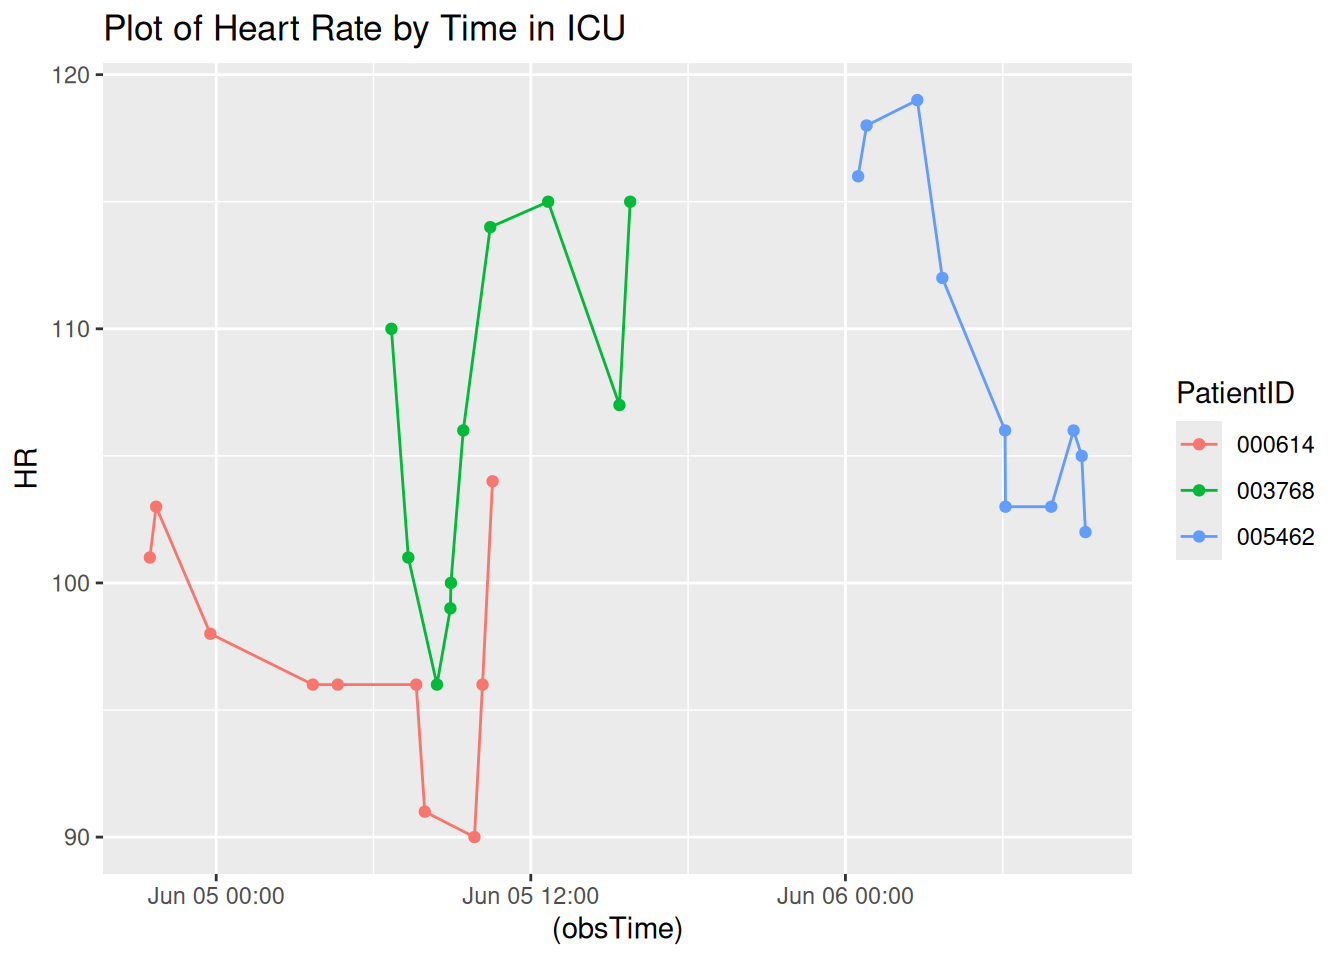 Plot of Heart Rate by Time in ICU
120
110
100
90
HR
Jun 05 00:00
Jun 05 12:00
Jun 06 00:00
(obsTime)
PatientID
000614
003768
005462